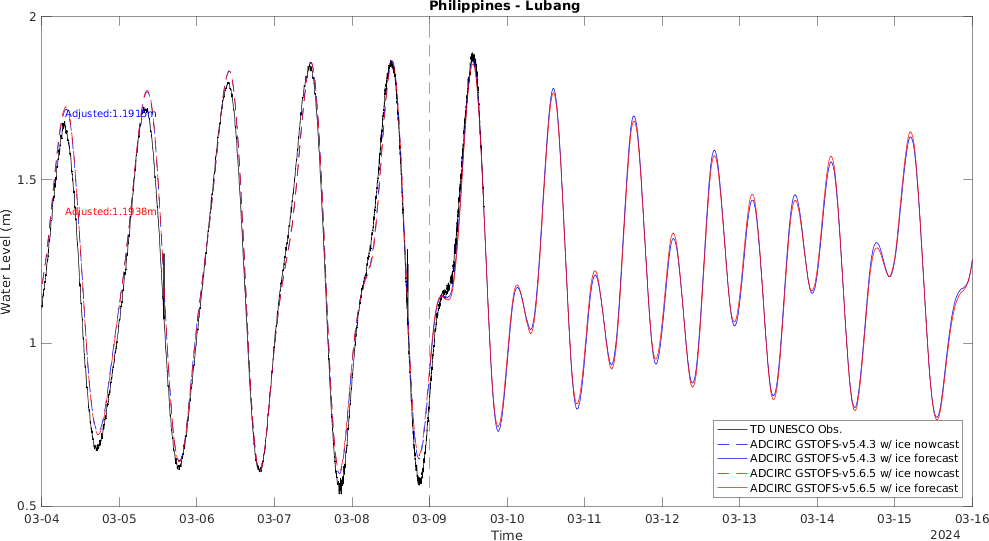 Philippines - Lubang
2
1.5
1
0.5
Water Level (m)
Adjusted:1.1915m
Adjusted:1.1938m
TD UNESCO Obs.
ADCIRC GSTOFS-v5.4.3 w/ ice nowcast
ADCIRC GSTOFS-v5.4.3 w/ ice forecast
ADCIRC GSTOFS-v5.6.5 w/ ice nowcast
ADCIRC GSTOFS-v5.6.5 w/ ice forecast
03-04 03-05 03-06 03-07 03-08 03-09 03-10 03-11 03-12 03-13 03-14 03-15 03-16
Time
2024